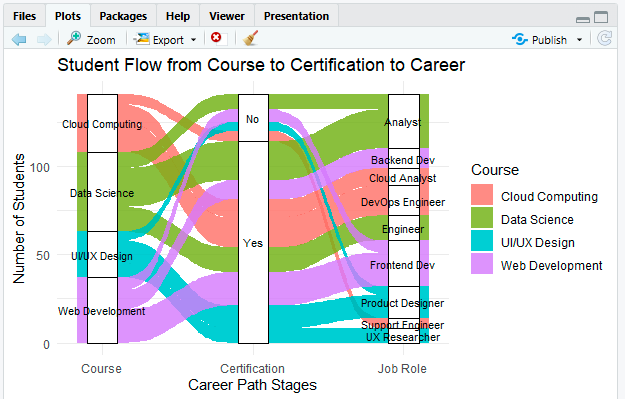 Files Plots Packages Help Viewer Presentation
Zoom Export Publish
Student Flow from Course to Certification to Career
Number of Students
100
50
0
Cloud Computing
Data Science
UI/UX Design
Web Development
No
Yes
Analyst
Backend Dev
Cloud Analyst
DevOps Engineer
Engineer
Frontend Dev
Product Designer
Support Engineer
UX Researcher
Course Certification Job Role
Career Path Stages
Course
Cloud Computing
Data Science
UI/UX Design
Web Development